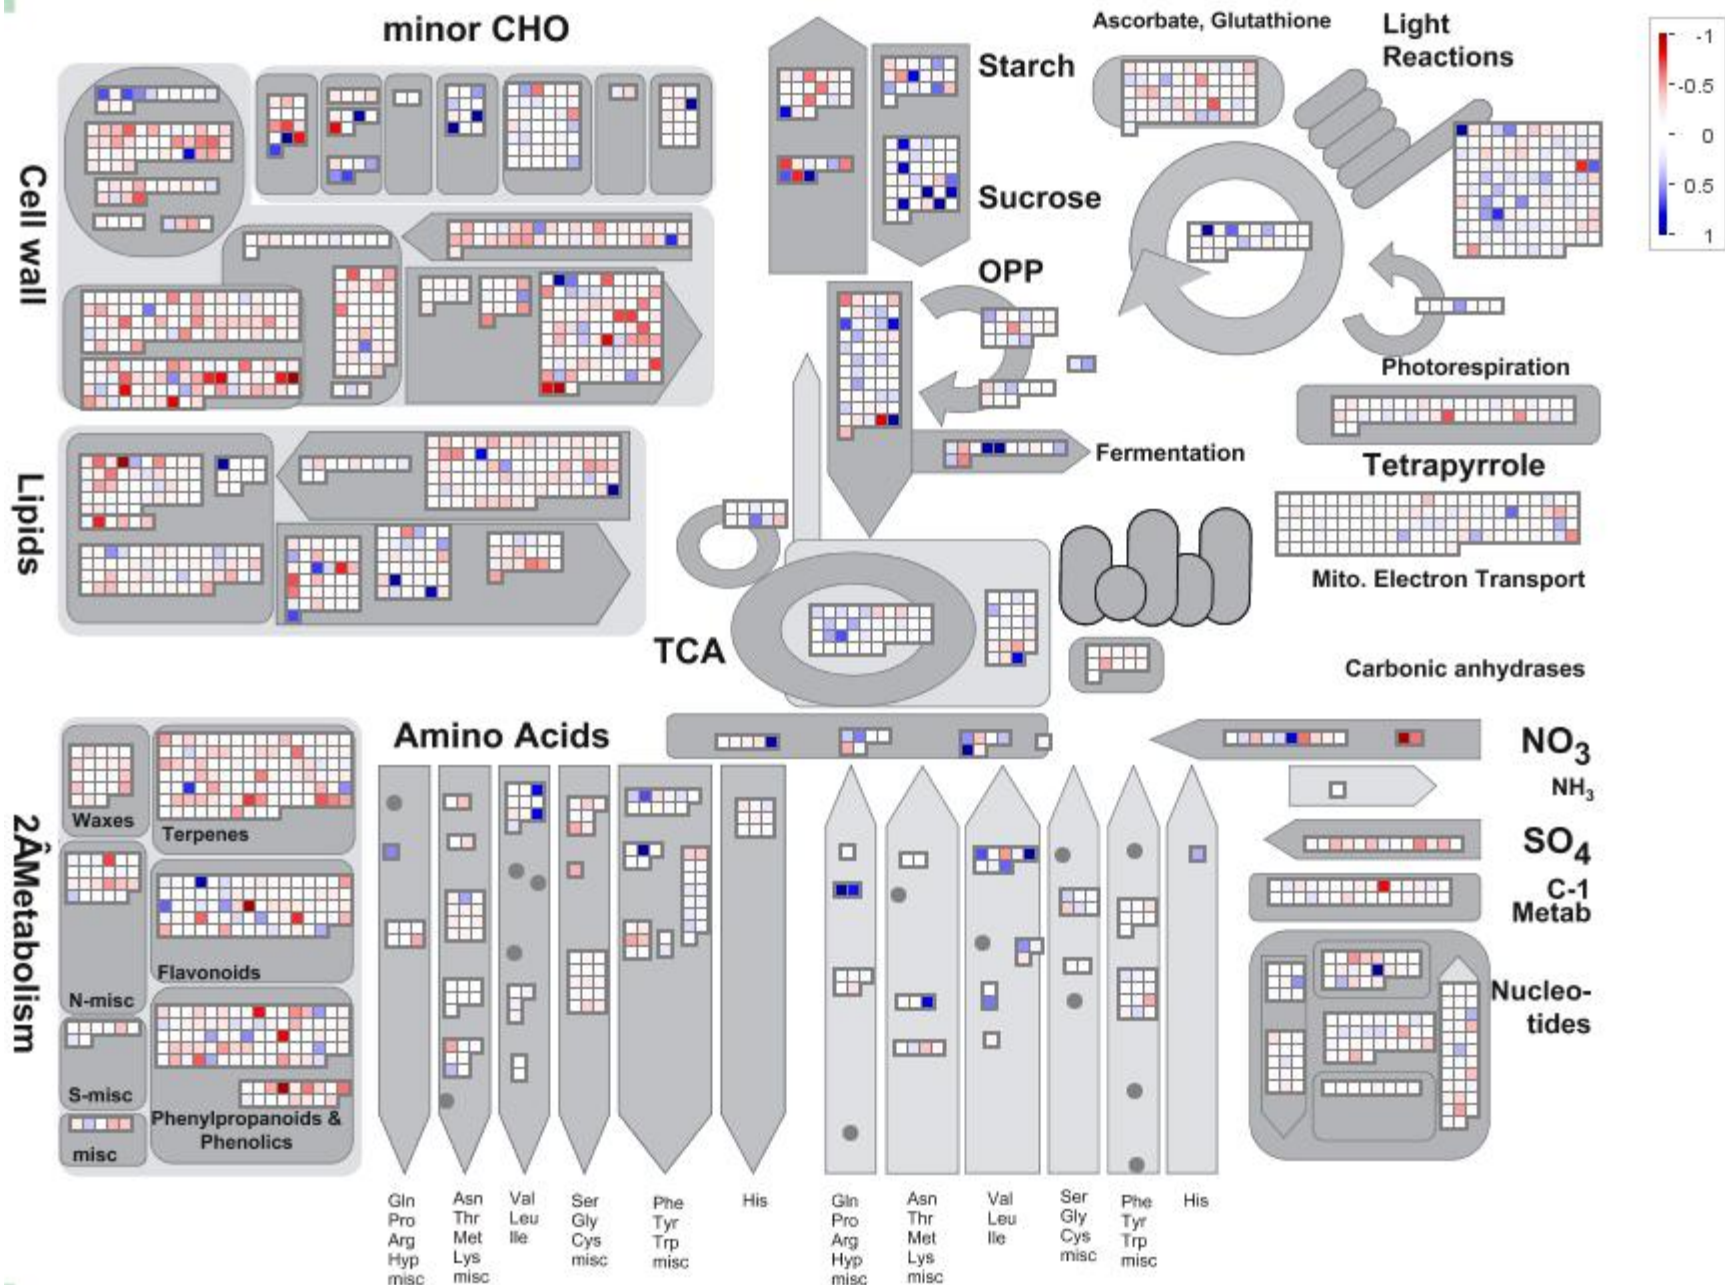 minor CHO
Ascorbate, Glutathione
Light
Reactions
-1
-0.5
0
0.5
1
Starch
Sucrose
OPP
Cell wall
Photorespiration
Fermentation
Tetrapyrrole
Lipids
Mito. Electron Transport
TCA
Carbonic anhydrases
Amino Acids
NO3
NH3
SO4
C-1
Metab
Nucleo-
tides
2ÂMetabolism
Waxes
Terpenes
Flavonoids
N-misc
S-misc
Phenylpropanoids &
Phenolics
misc
Gln
Pro
Arg
Hyp
misc
Asn
Thr
Met
Lys
misc
Val
Leu
Ile
Ser
Gly
Cys
misc
Phe
Tyr
Trp
misc
His
Gln
Pro
Arg
Hyp
misc
Asn
Thr
Met
Lys
misc
Val
Leu
Ile
Ser
Gly
Cys
misc
Phe
Tyr
Trp
misc
His